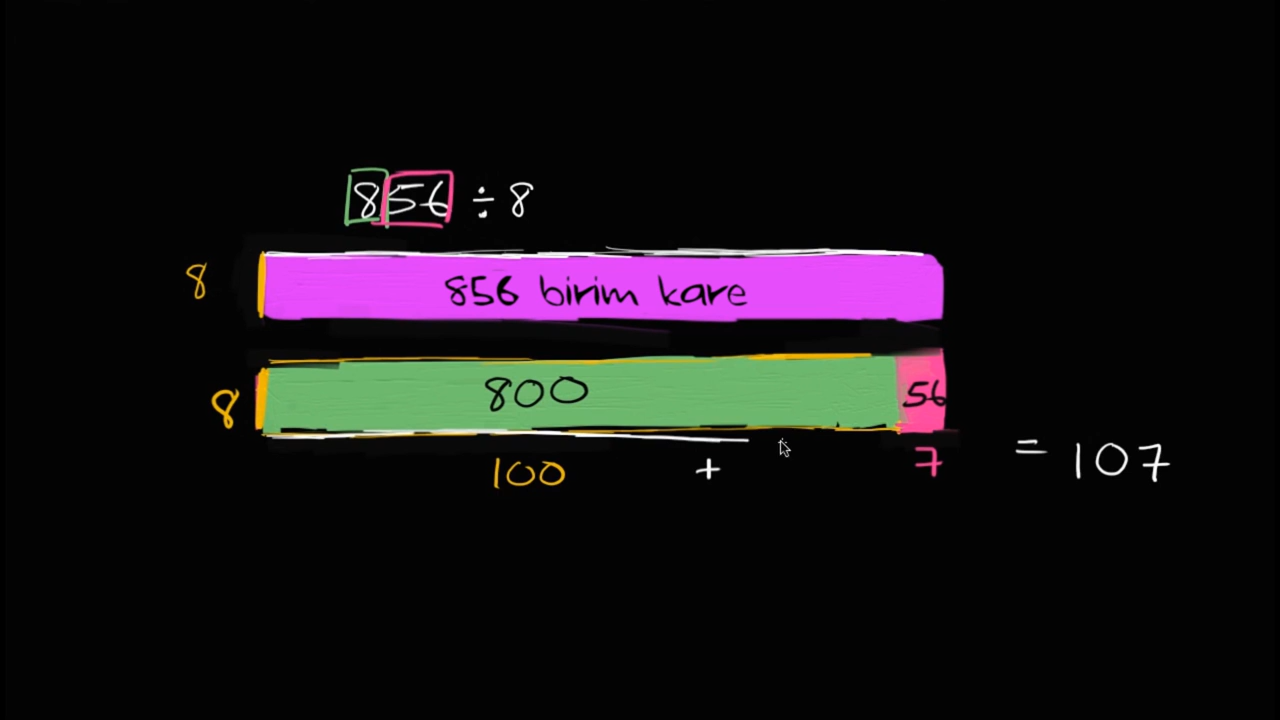 856 ÷ 8
8 856 birim kare
8 800 56
100 + 7 = 107